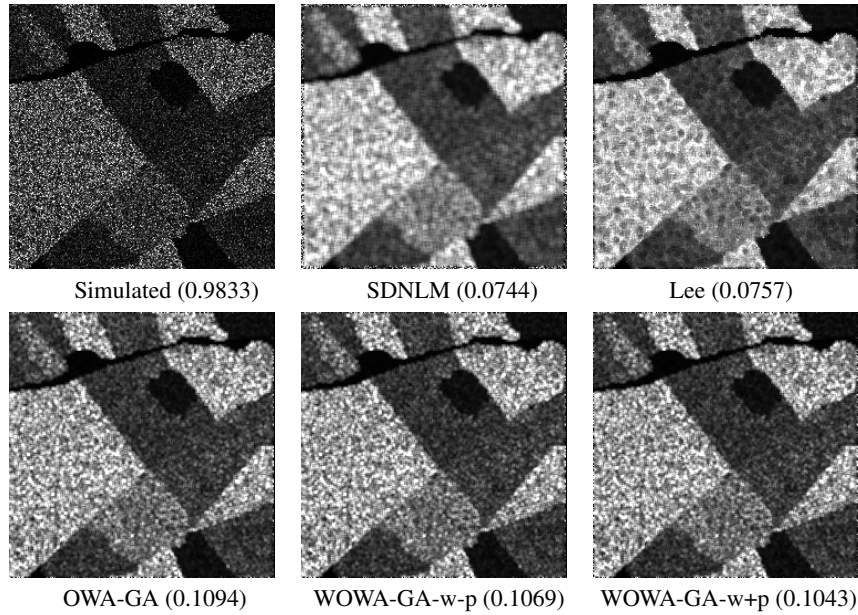 Simulated (0.9833)
SDNLM (0.0744)
Lee (0.0757)
OWA-GA (0.1094)
WOWA-GA-w-p (0.1069)
WOWA-GA-w+p (0.1043)